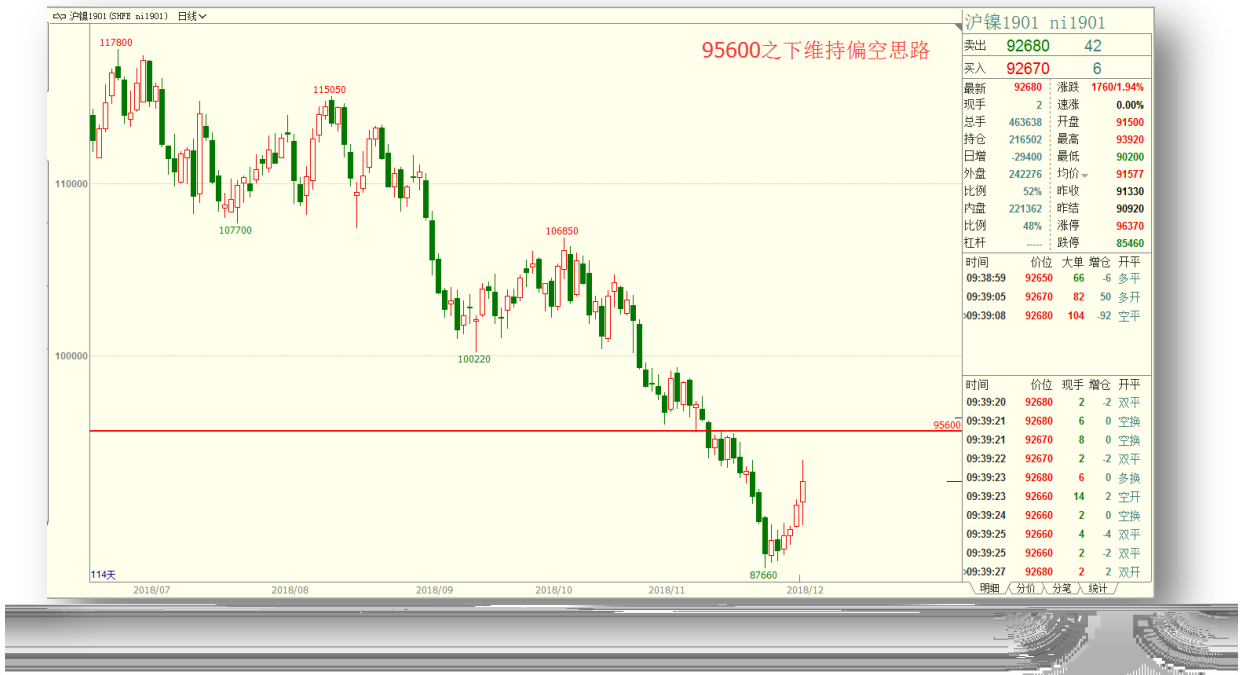 沪镍1901(SHFE ni1901) 日线
95600之下维持偏空思路
117800
115050
110000
107700
106850
100000
100220
95600
87660
114天
2018/07 2018/08 2018/09 2018/10 2018/11 2018/12
沪镍1901 ni1901
卖出 92680 42
买入 92670 6
最新 92680 涨跌 1760/1.94%
现手 2 速涨 0.00%
总手 463638 开盘 91500
持仓 216502 最高 93920
日增 -29400 最低 90200
外盘 242276 均价 91577
比例 52% 昨收 91330
内盘 221362 昨结 90920
比例 48% 涨停 96370
杠杆 ---- 跌停 85460
时间 价位 大单 增仓 开平
09:38:59 92650 66 -6 多平
09:39:05 92670 82 50 多开
09:39:08 92680 104 -92 空平
时间 价位 现手 增仓 开平
09:39:20 92680 2 -2 双平
09:39:21 92680 6 0 空换
09:39:21 92670 8 0 空换
09:39:22 92670 2 -2 双平
09:39:23 92680 6 0 多换
09:39:23 92660 14 2 空开
09:39:24 92660 2 0 空换
09:39:25 92660 4 -4 双平
09:39:25 92660 2 -2 双平
09:39:27 92680 2 2 双开
明细 分价 分笔 统计